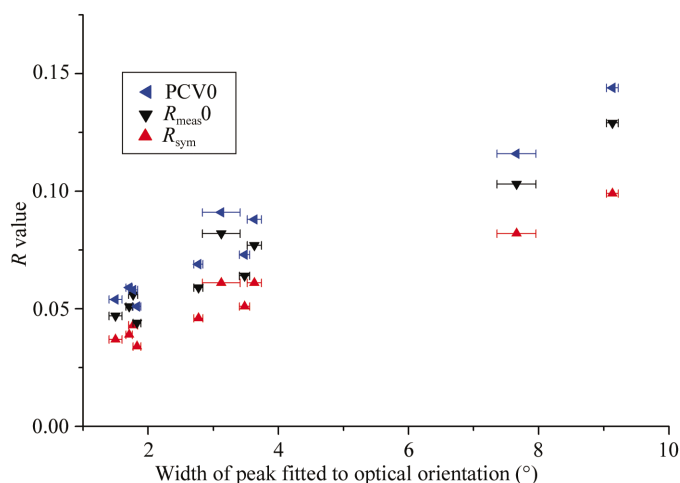 0.15
0.10
0.05
0.00
R value
PCV0
Rmeas0
Rsym
2 4 6 8 10
Width of peak fitted to optical orientation (°)